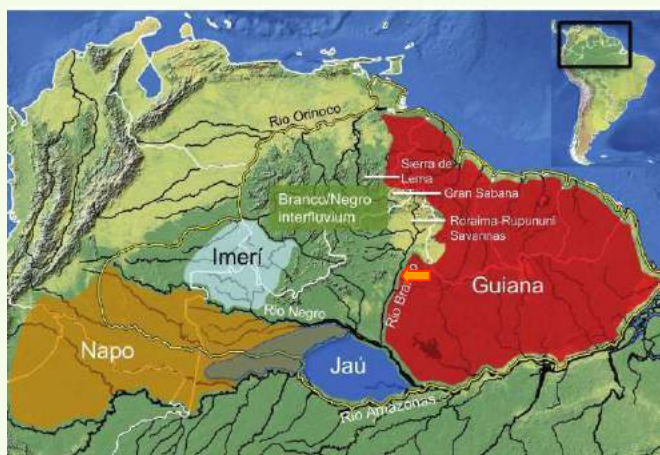 Rio Orinoco
Sierra de
Lema
Gran Sabana
Branco/Negro
interfluvium
Roraima-Rupununi
Savannas
Imerí
Guiana
Rio Negro
Napo
Jaú
Rio Amazonas